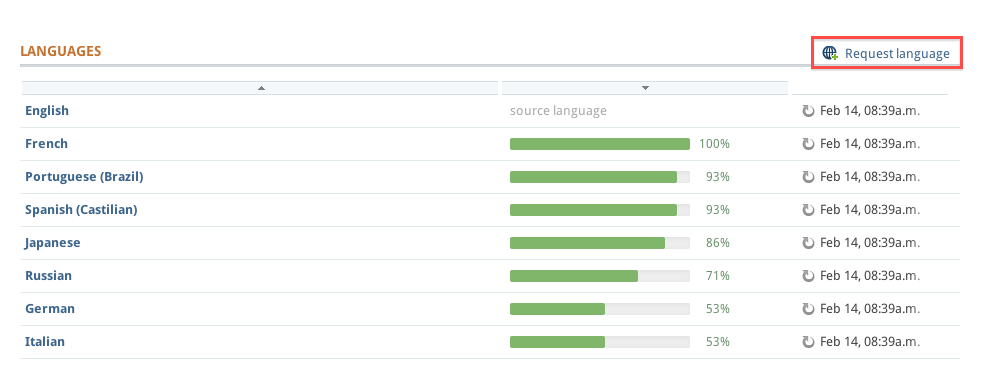 LANGUAGES Request language
English source language Feb 14, 08:39a.m.
French 100% Feb 14, 08:39a.m.
Portuguese (Brazil) 93% Feb 14, 08:39a.m.
Spanish (Castilian) 93% Feb 14, 08:39a.m.
Japanese 86% Feb 14, 08:39a.m.
Russian 71% Feb 14, 08:39a.m.
German 53% Feb 14, 08:39a.m.
Italian 53% Feb 14, 08:39a.m.